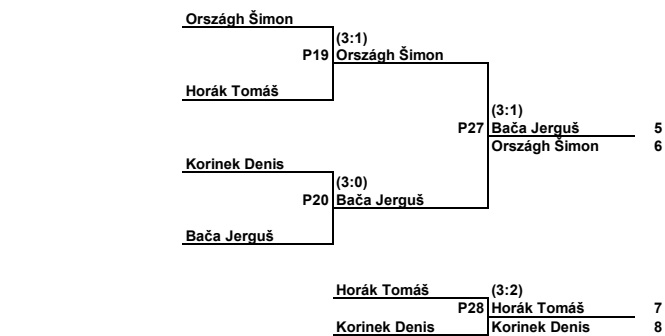 Országh Šimon
(3:1)
P19 Országh Šimon
Horák Tomáš
(3:1)
P27 Bača Jerguš 5
Országh Šimon 6
Korinek Denis
(3:0)
P20 Bača Jerguš
Bača Jerguš
Horák Tomáš (3:2)
P28 Horák Tomáš 7
Korinek Denis Korinek Denis 8